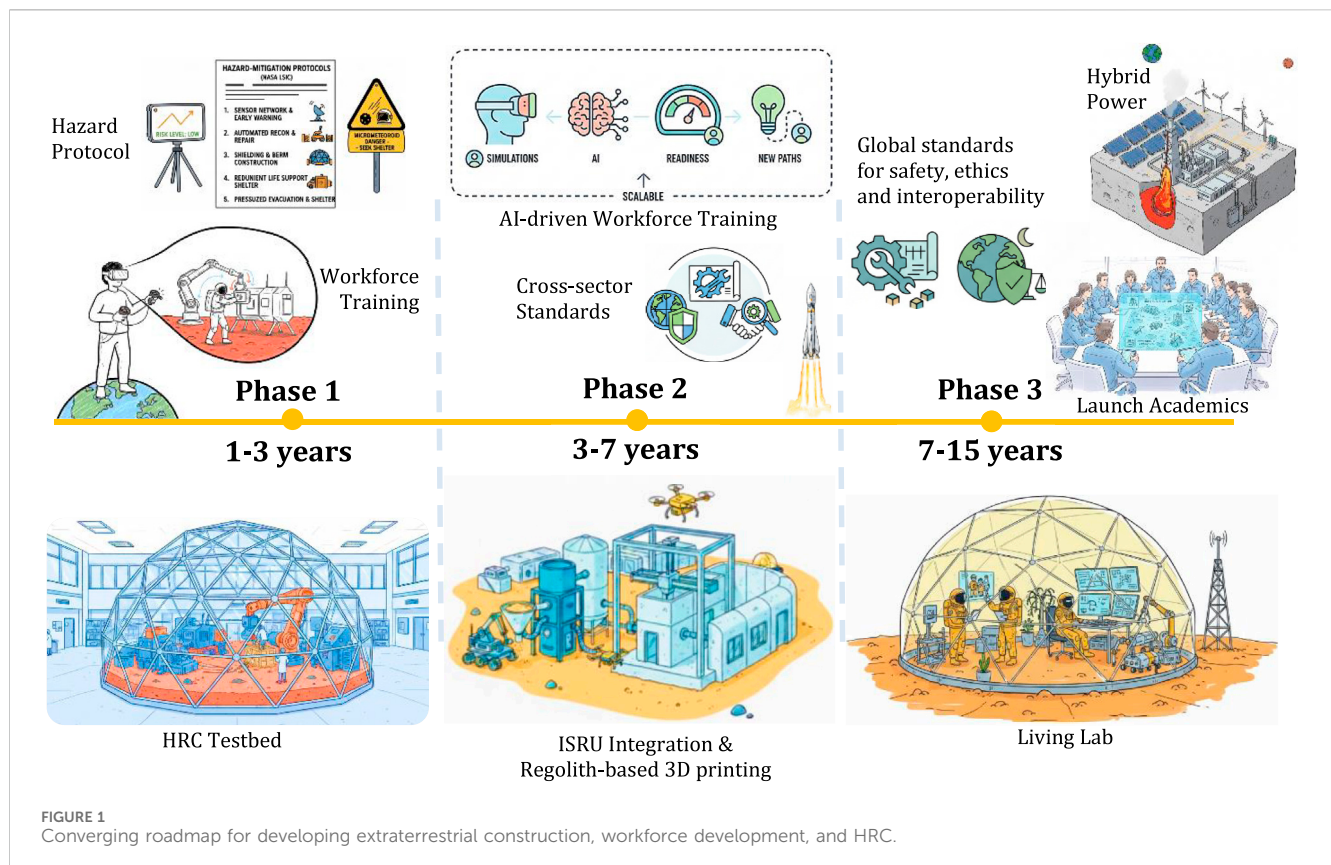 Hazard
Protocol
RISK LEVEL: LOW
HAZARD-MITIGATION PROTOCOLS
(NASA LSIC)
1. SENSOR NETWORK &
EARLY WARNING
2. AUTOMATED RECON &
REPAIR
3. SHIELDING & BERM
CONSTRUCTION
4. REDUNIENT LIFE SUPPORT
SHELTER
5. PRESSUZED EVACUATION & SHELTER
MICROMETEOROID
DANGER -
SEEK SHELTER
Workforce
Training
SIMULATIONS
AI
READINESS
NEW PATHS
SCALABLE
AI-driven Workforce Training
Cross-sector
Standards
Global standards
for safety, ethics
and interoperability
Hybrid
Power
Launch Academics
Phase 1
Phase 2
Phase 3
1-3 years
3-7 years
7-15 years
HRC Testbed
ISRU Integration &
Regolith-based 3D printing
Living Lab
FIGURE 1
Converging roadmap for developing extraterrestrial construction, workforce development, and HRC.